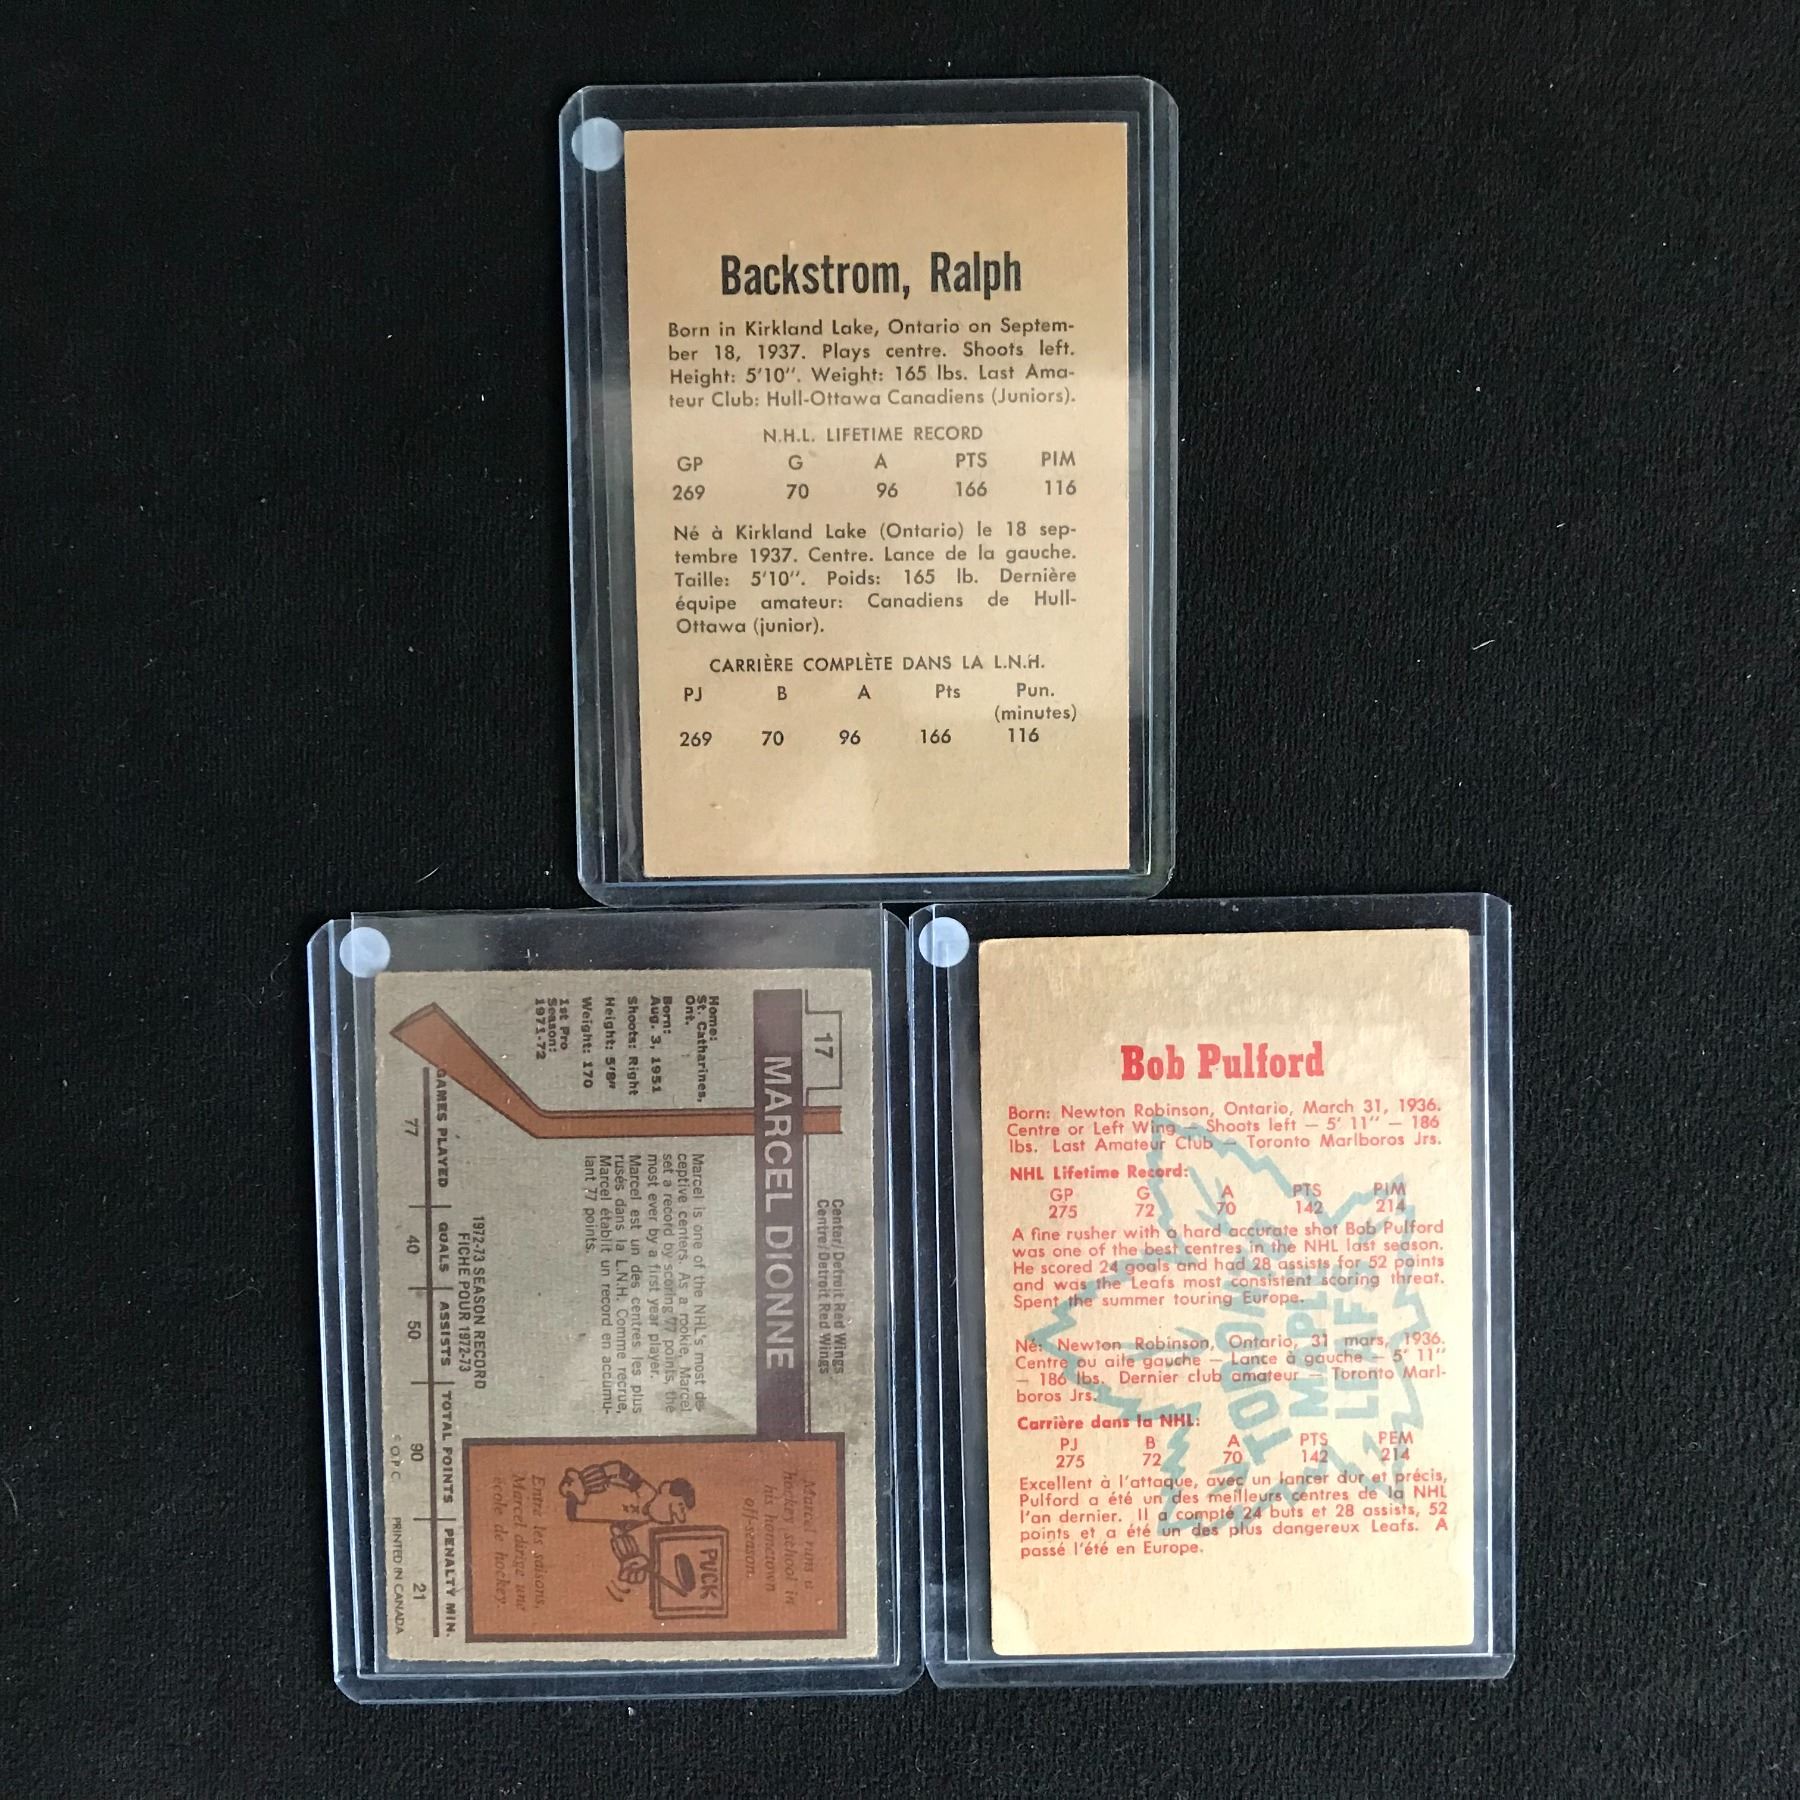 Backstrom, Ralph
Born in Kirkland Lake, Ontario on Septem-
ber 18, 1937. Plays centre. Shoots left.
Height: 5'10''. Weight: 165 lbs. Last Ama-
teur Club: Hull-Ottawa Canadiens (Juniors).
N.H.L. LIFETIME RECORD
GP G A PTS PIM
269 70 96 166 116
Né à Kirkland Lake (Ontario) le 18 sep-
tembre 1937. Centre. Lance de la gauche.
Taille: 5'10''. Poids: 165 lb. Dernière
équipe amateur: Canadiens de Hull-
Ottawa (junior).
CARRIÈRE COMPLÈTE DANS LA L.N.H.
PJ B A Pts Pun.
(minutes)
269 70 96 166 116
17
MARCEL DIONNE
Center/Detroit Red Wings
Centre/Detroit Red Wings
Home:
St. Catharines,
Ont.
Born:
Aug. 3, 1951
Shoots: Right
Height: 5'8"
Weight: 170
1st Pro
Season:
1971-72
Marcel is one of the NHL's most de-
ceptive centers. As a rookie, Marcel
set a record by scoring 77 points, the
most ever by a first year player.
Marcel est un des centres les plus
rusés dans la L.N.H. Comme recrue,
Marcel établit un record en accumu-
lant 77 points.
Marcel runs a
hockey school in
his hometown
off-season.
PUCK
Entre les saisons,
Marcel dirige une
école de hockey.
1972-73 SEASON RECORD
FICHE POUR 1972-73
GAMES PLAYED GOALS ASSISTS TOTAL POINTS PENALTY MIN.
77 40 50 90 21
© O.P.C. PRINTED IN CANADA
Bob Pulford
Born: Newton Robinson, Ontario, March 31, 1936.
Centre or Left Wing — Shoots left — 5' 11'' — 186
lbs. Last Amateur Club — Toronto Marlboros Jrs.
NHL Lifetime Record:
GP G A PTS PIM
275 72 70 142 214
A fine rusher with a hard accurate shot Bob Pulford
was one of the best centres in the NHL last season.
He scored 24 goals and had 28 assists for 52 points
and was the Leafs most consistent scoring threat.
Spent the summer touring Europe.
Né: Newton Robinson, Ontario, 31 mars, 1936.
Centre ou aile gauche — Lance à gauche — 5' 11''
— 186 lbs. Dernier club amateur — Toronto Marl-
boros Jrs.
Carrière dans la NHL:
PJ B A PTS PEM
275 72 70 142 214
Excellent à l'attaque, avec un lancer dur et précis,
Pulford a été un des meilleurs centres de la NHL
l'an dernier. Il a compté 24 buts et 28 assists, 52
points et a été un des plus dangereux Leafs. A
passé l'été en Europe.
TORONTO
MAPLE
LEAFS